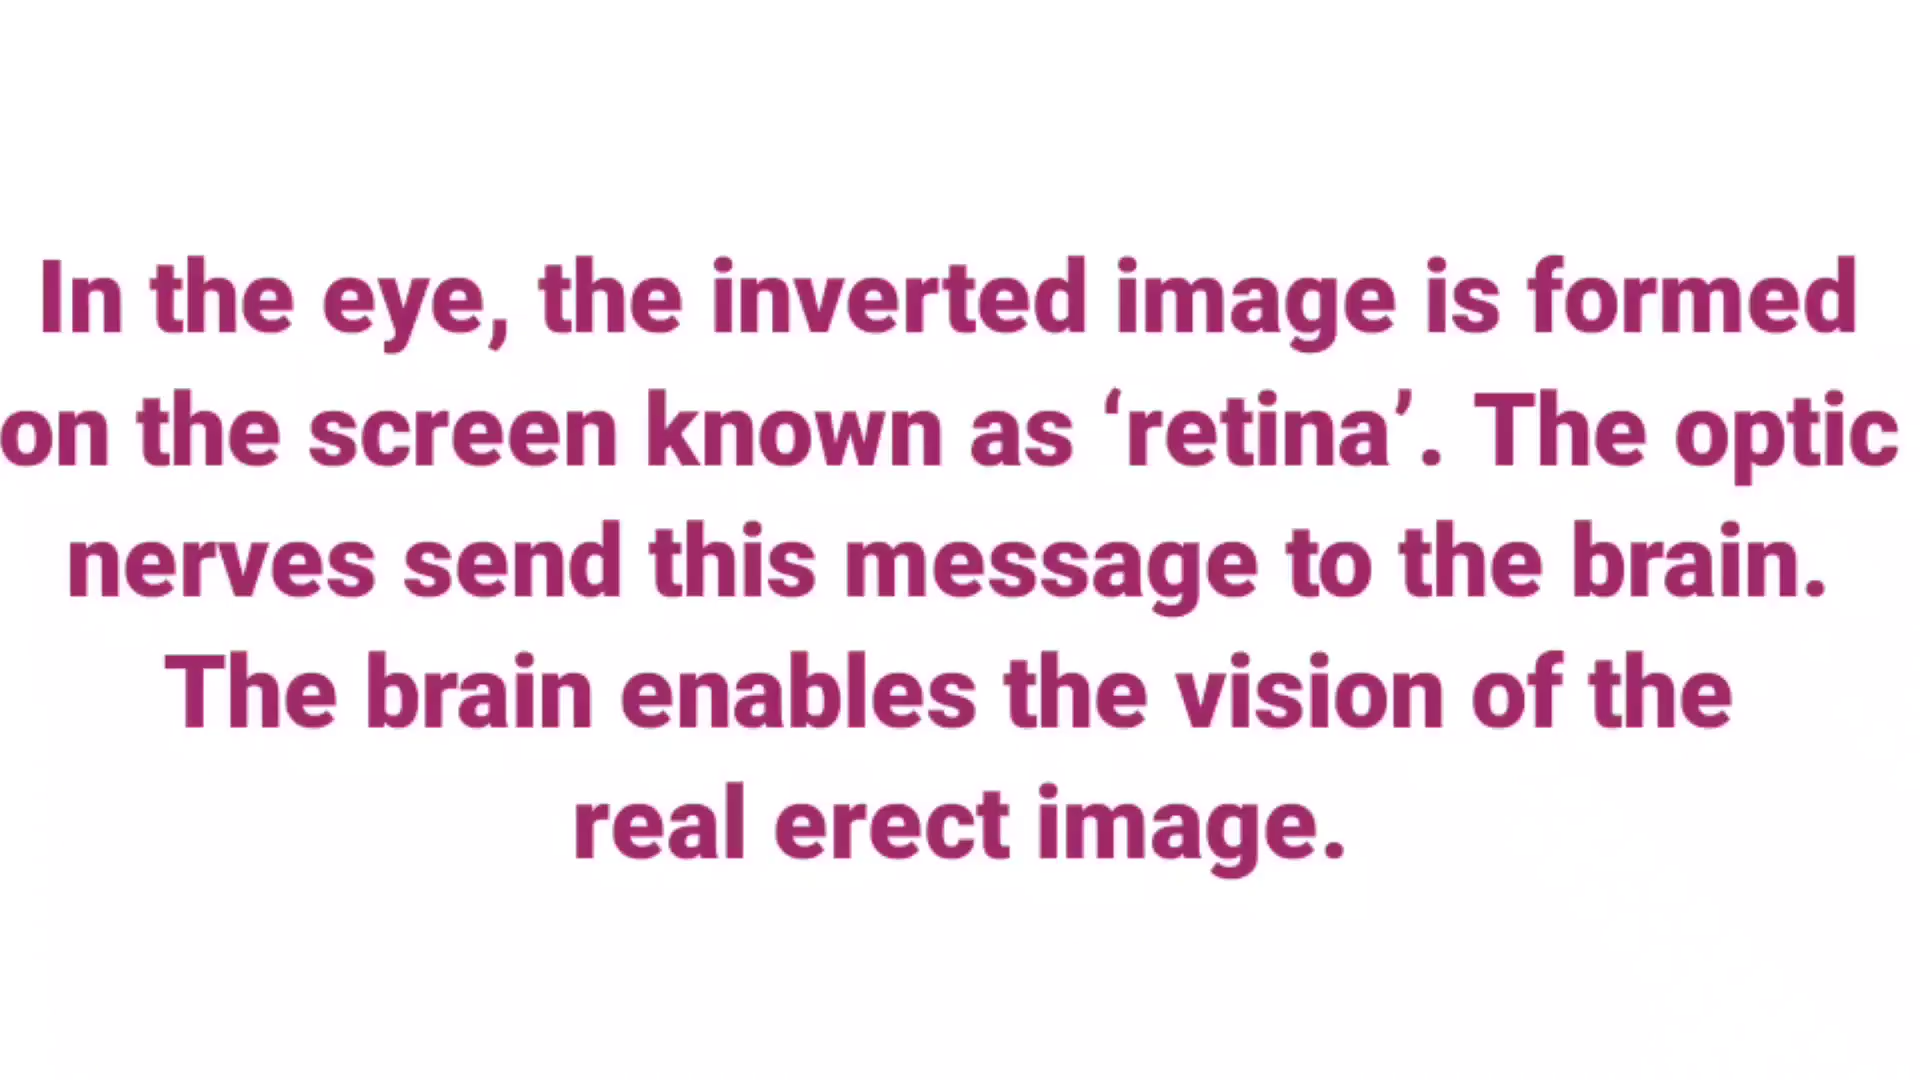 In the eye, the inverted image is formed
on the screen known as ‘retina’. The optic
nerves send this message to the brain.
The brain enables the vision of the
real erect image.